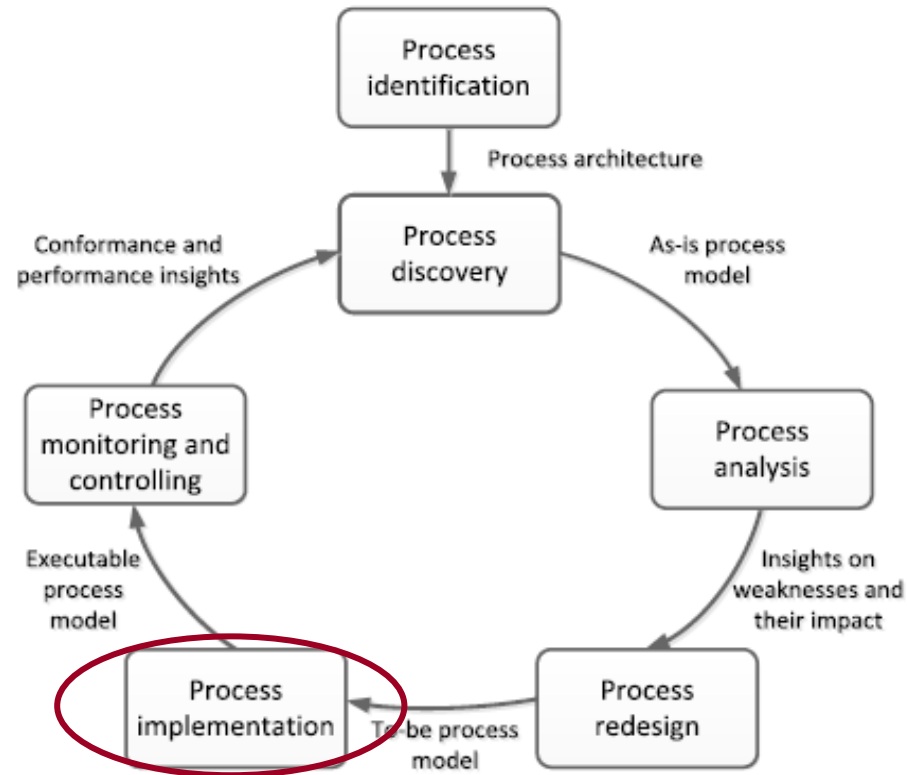 Process
identification
Process architecture
Process
discovery
As-is process
model
Process
analysis
Insights on
weaknesses and
their impact
Process
redesign
To-be process
model
Process
implementation
Executable
process
model
Process
monitoring and
controlling
Conformance and
performance insights